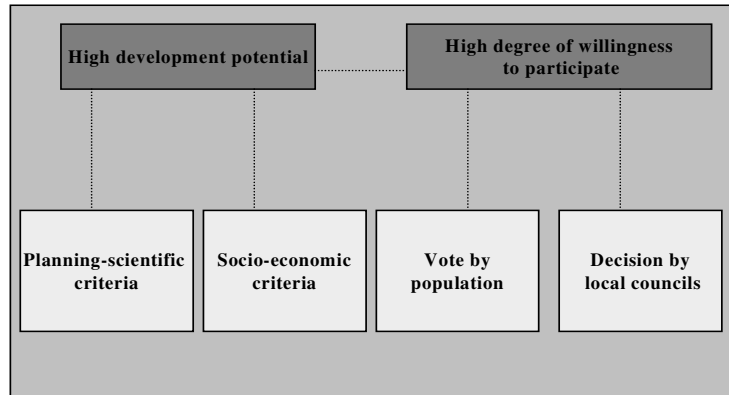 High development potential
High degree of willingness
to participate
Planning-scientific
criteria
Socio-economic
criteria
Vote by
population
Decision by
local councils